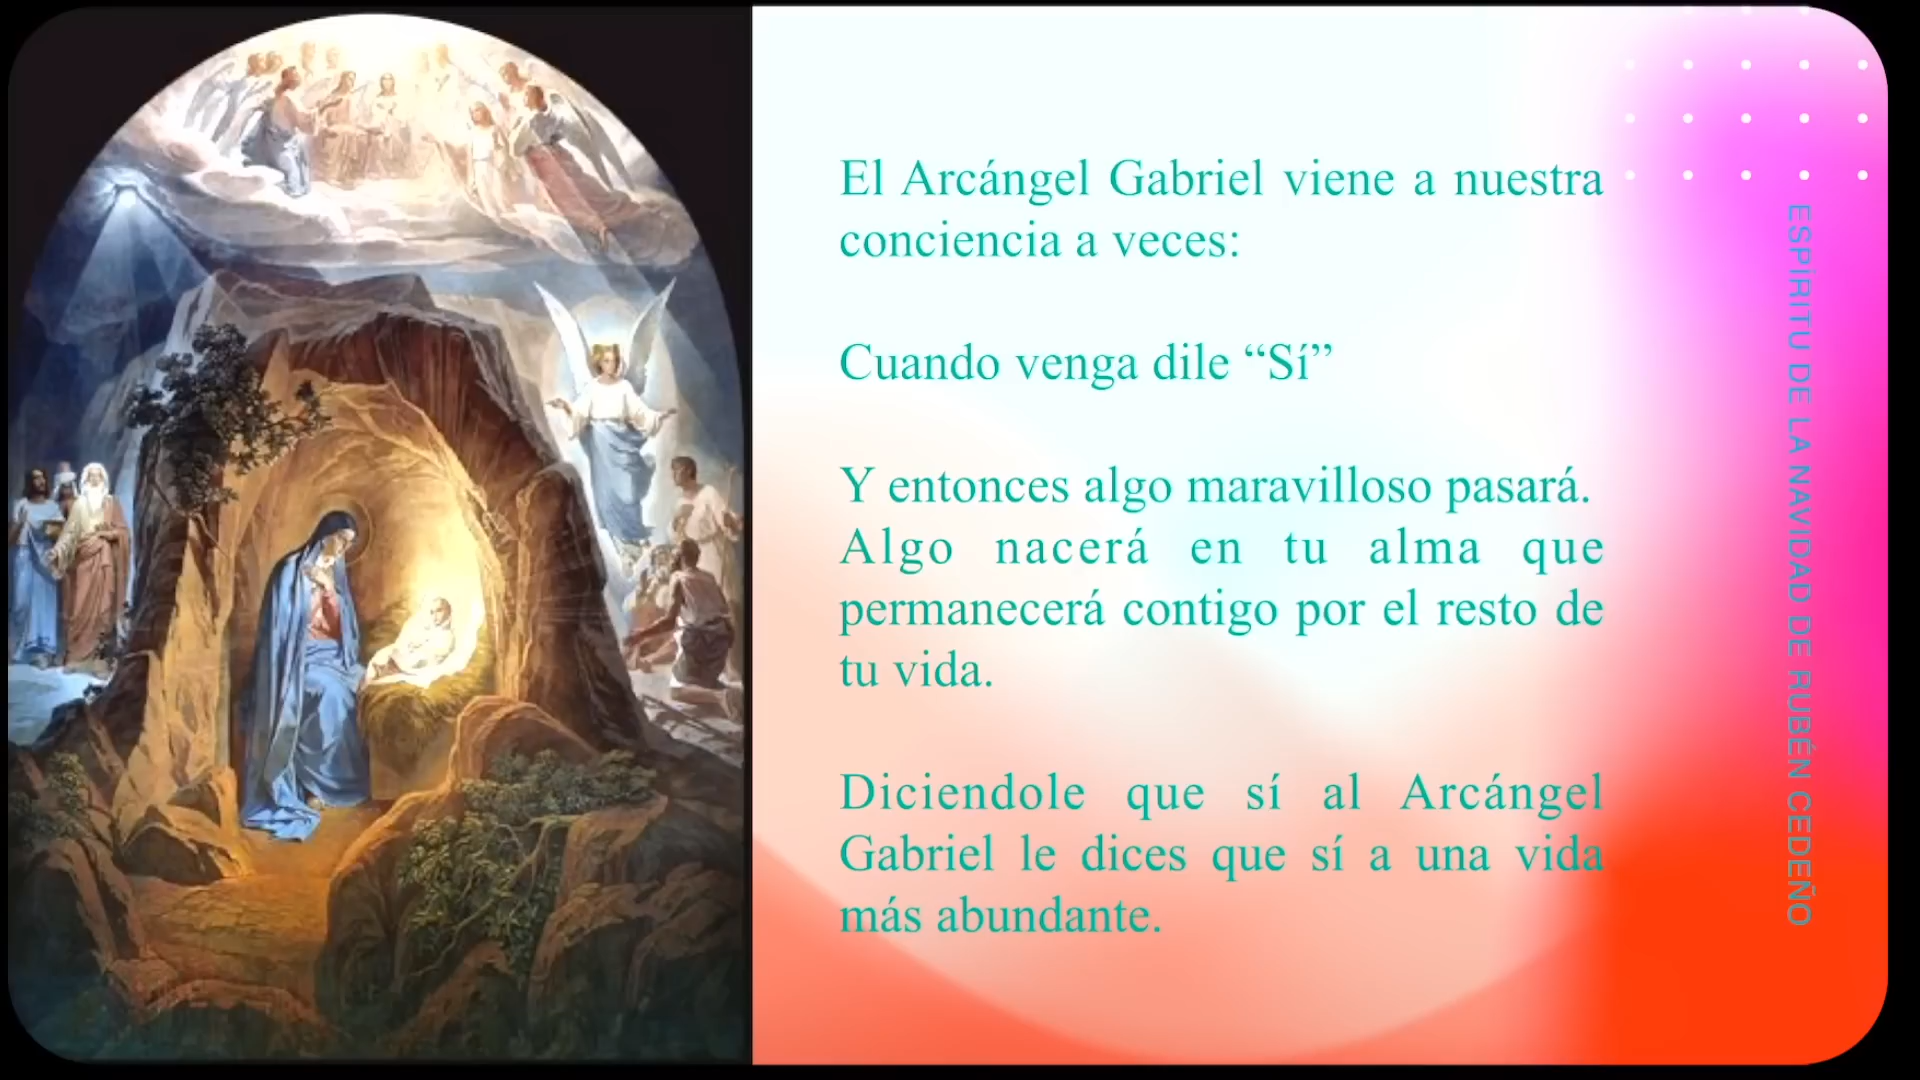 El Arcángel Gabriel viene a nuestra
conciencia a veces:
Cuando venga dile “Sí”
Y entonces algo maravilloso pasará.
Algo nacerá en tu alma que
permanecerá contigo por el resto de
tu vida.
Diciendole que sí al Arcángel
Gabriel le dices que sí a una vida
más abundante.
ESPÍRITU DE LA NAVIDAD DE RUBÉN CEDEÑO